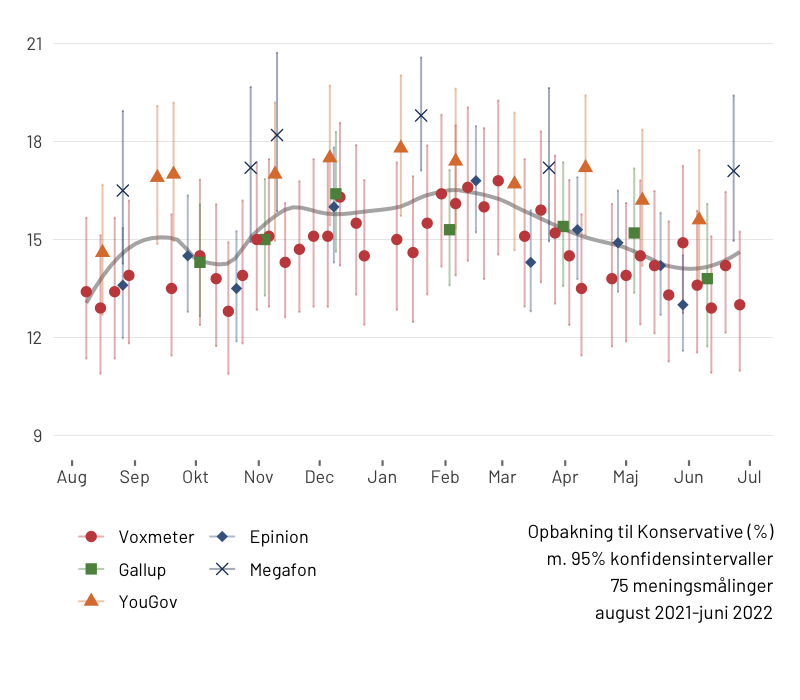 21
18
15
12
9
Aug Sep Okt Nov Dec Jan Feb Mar Apr Maj Jun Jul
Voxmeter Epinion
Gallup Megafon
YouGov
Opbakning til Konservative (%)
m. 95% konfidensintervaller
75 meningsmålinger
august 2021-juni 2022